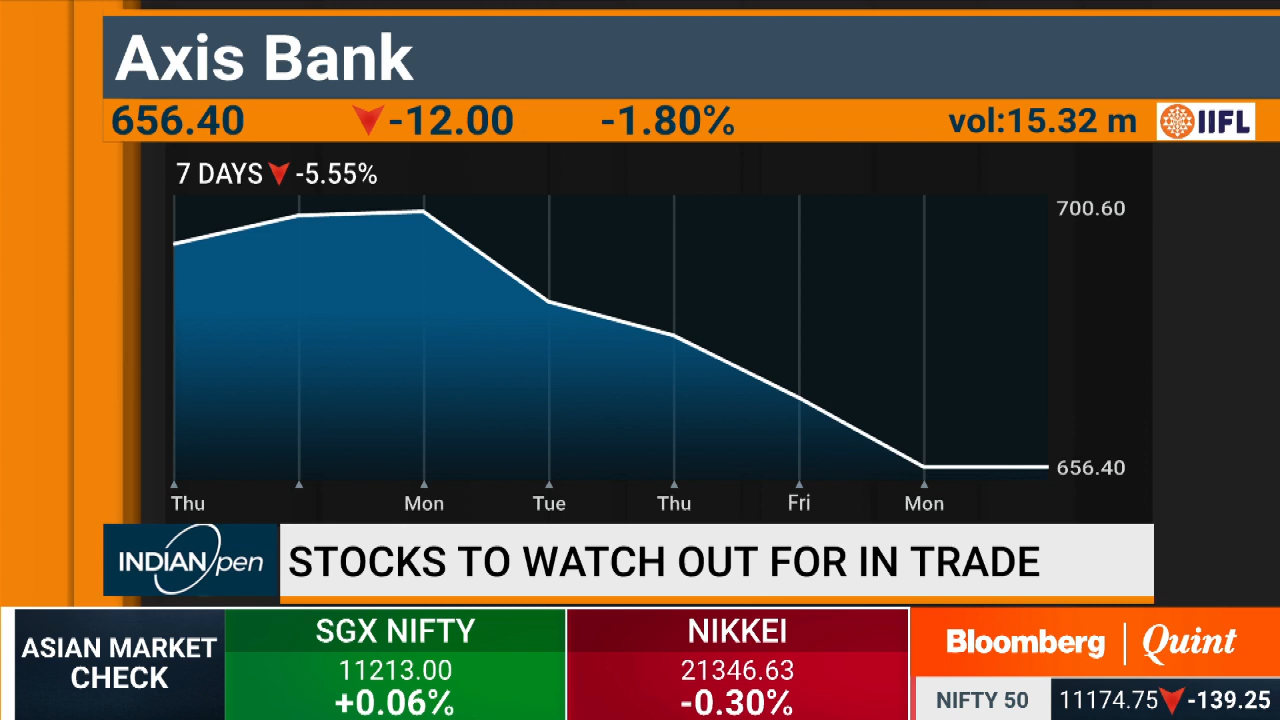 Axis Bank
656.40 -12.00 -1.80% vol:15.32 m IIFL
7 DAYS -5.55%
700.60
656.40
Thu Mon Tue Thu Fri Mon
INDIAN Open STOCKS TO WATCH OUT FOR IN TRADE
ASIAN MARKET
CHECK
SGX NIFTY
11213.00
+0.06%
NIKKEI
21346.63
-0.30%
Bloomberg | Quint
NIFTY 50 11174.75 -139.25